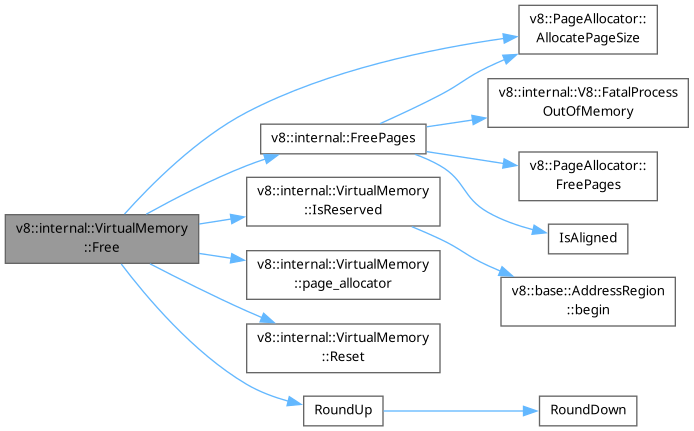 v8::PageAllocator::
AllocatePageSize
v8::internal::V8::FatalProcess
OutOfMemory
v8::internal::FreePages
v8::PageAllocator::
FreePages
v8::internal::VirtualMemory
::IsReserved
v8::internal::VirtualMemory
::Free
IsAligned
v8::internal::VirtualMemory
::page_allocator
v8::base::AddressRegion
::begin
v8::internal::VirtualMemory
::Reset
RoundUp
RoundDown